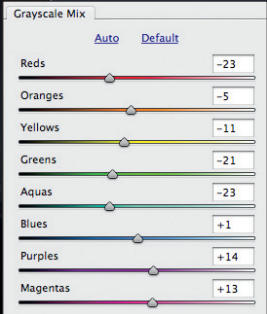 Grayscale Mix
Auto Default
Reds -23
Oranges -5
Yellows -11
Greens -21
Aquas -23
Blues +1
Purples +14
Magentas +13